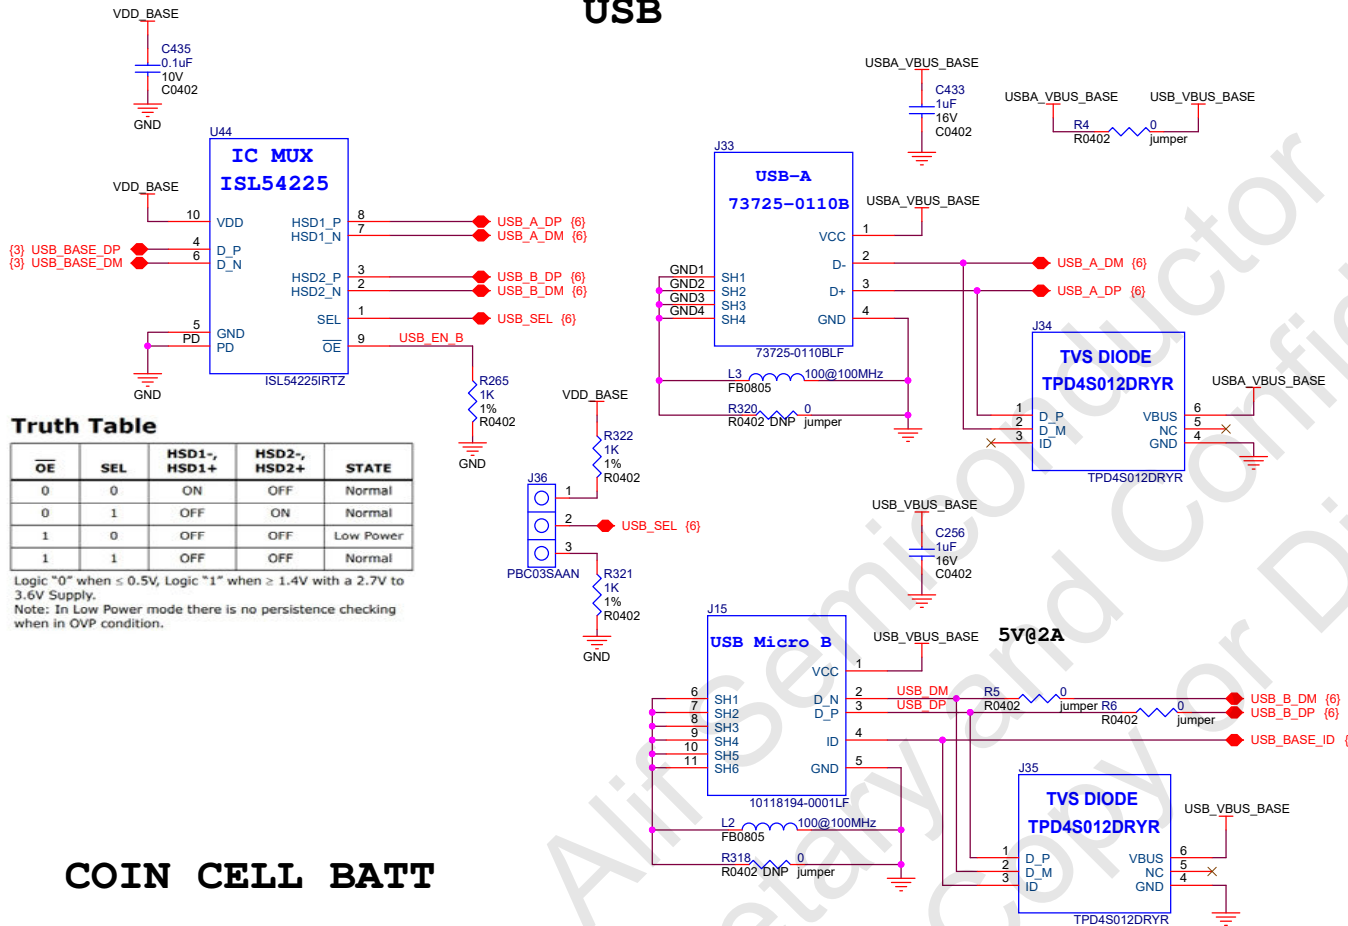 USB
VDD_BASE
C435
0.1uF
10V
C0402
GND
U44
IC MUX
ISL54225
VDD_BASE
10 VDD
{3} USB_BASE_DP 4 D_P
{3} USB_BASE_DM 6 D_N
5 GND
PD PD
GND
HSD1_P 8 USB_A_DP {6}
HSD1_N 7 USB_A_DM {6}
HSD2_P 3 USB_B_DP {6}
HSD2_N 2 USB_B_DM {6}
SEL 1 USB_SEL {6}
OE 9 USB_EN_B
ISL54225IRTZ
R265
1K
1%
R0402
GND
Truth Table
OE SEL HSD1-, HSD1+ HSD2-, HSD2+ STATE
0 0 ON OFF Normal
0 1 OFF ON Normal
1 0 OFF OFF Low Power
1 1 OFF OFF Normal
Logic "0" when ≤ 0.5V, Logic "1" when ≥ 1.4V with a 2.7V to
3.6V Supply.
Note: In Low Power mode there is no persistence checking
when in OVP condition.
VDD_BASE
R322
1K
1%
R0402
J36
1
2 USB_SEL {6}
3
PBC03SAAN
R321
1K
1%
R0402
GND
USBA_VBUS_BASE
C433
1uF
16V
C0402
USBA_VBUS_BASE USB_VBUS_BASE
R4 0
R0402 jumper
J33
USB-A
73725-0110B
USBA_VBUS_BASE
VCC 1
D- 2 USB_A_DM {6}
D+ 3 USB_A_DP {6}
GND 4
GND1 SH1
GND2 SH2
GND3 SH3
GND4 SH4
73725-0110BLF
L3 100@100MHz
FB0805
R320 0
R0402 DNP jumper
J34
TVS DIODE
TPD4S012DRYR
USBA_VBUS_BASE
1 D_P VBUS 6
2 D_M NC 5
3 ID GND 4
TPD4S012DRYR
USB_VBUS_BASE
C256
1uF
16V
C0402
J15
USB Micro B
USB_VBUS_BASE 5V@2A
VCC 1
D_N 2 USB_DM R5 0 USB_B_DM {6}
R0402 jumper
D_P 3 USB_DP R6 0 USB_B_DP {6}
R0402 jumper
ID 4 USB_BASE_ID {
GND 5
6 SH1
7 SH2
8 SH3
9 SH4
10 SH5
11 SH6
10118194-0001LF
L2 100@100MHz
FB0805
R318 0
R0402 DNP jumper
J35
TVS DIODE
TPD4S012DRYR
USB_VBUS_BASE
1 D_P VBUS 6
2 D_M NC 5
3 ID GND 4
TPD4S012DRYR
COIN CELL BATT
Alif Semiconductor